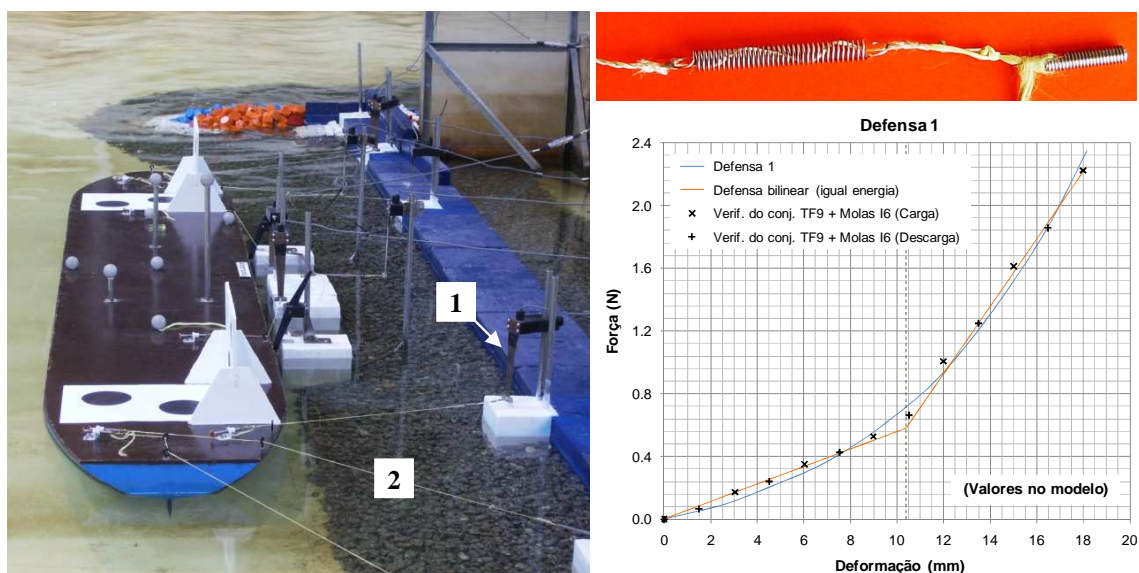 1
2
Defensa 1
2.4
2.0
1.6
1.2
0.8
0.4
0.0
Força (N)
Defensa 1
Defensa bilinear (igual energia)
Verif. do conj. TF9 + Molas I6 (Carga)
Verif. do conj. TF9 + Molas I6 (Descarga)
(Valores no modelo)
0 2 4 6 8 10 12 14 16 18 20
Deformação (mm)